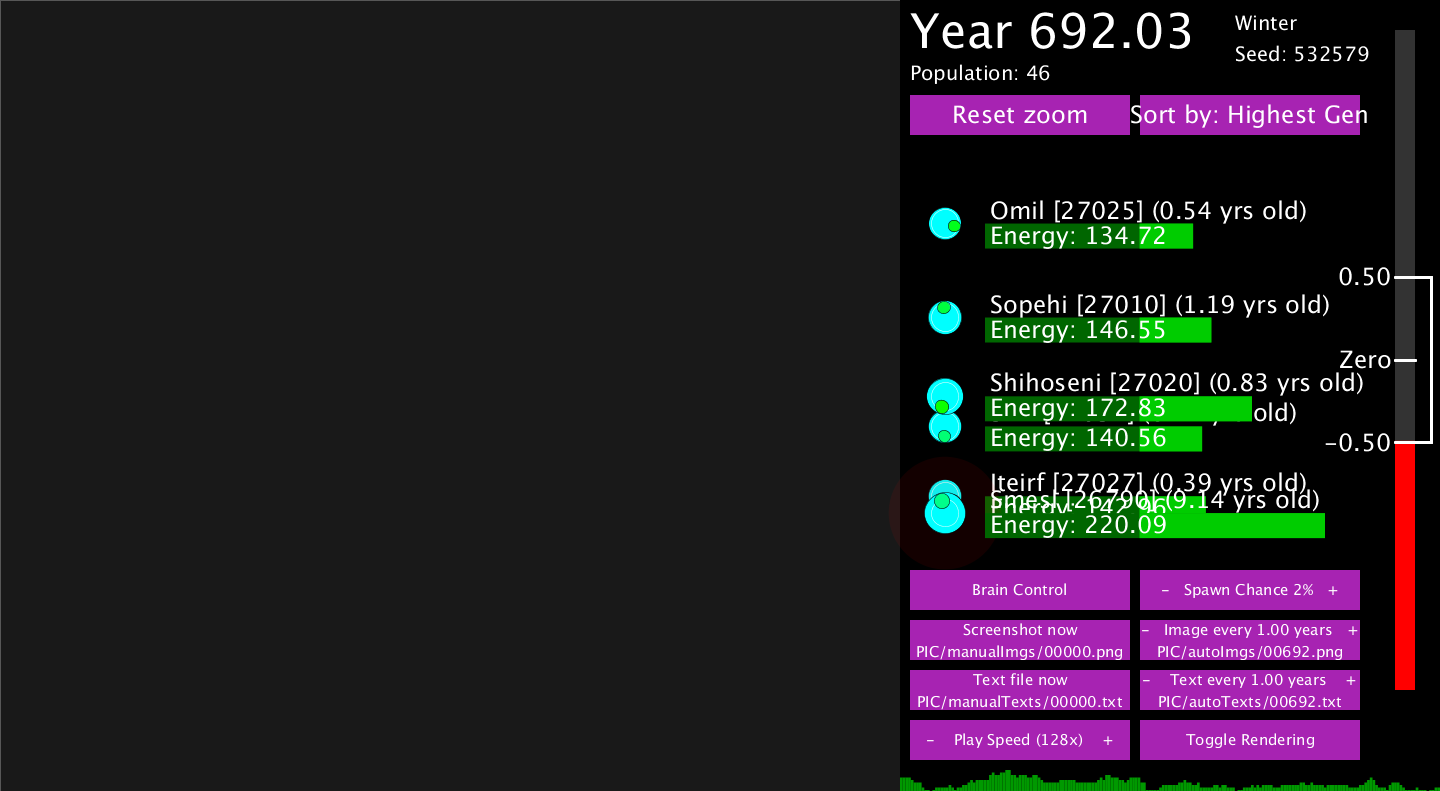 Year 692.03
Winter
Seed: 532579
Population: 46
Reset zoom
Sort by: Highest Gen
Omil [27025] (0.54 yrs old)
Energy: 134.72
0.50
Sopehi [27010] (1.19 yrs old)
Energy: 146.55
Zero
Shihoseni [27020] (0.83 yrs old)
Energy: 172.83
old)
Energy: 140.56
-0.50
Iteirf [27027] (0.39 yrs old)
Smesl [26790] (9.14 yrs old)
Energy: 142.96
Energy: 220.09
Brain Control
- Spawn Chance 2% +
Screenshot now
PIC/manualImgs/00000.png
- Image every 1.00 years +
PIC/autoImgs/00692.png
Text file now
PIC/manualTexts/00000.txt
- Text every 1.00 years +
PIC/autoTexts/00692.txt
- Play Speed (128x) +
Toggle Rendering